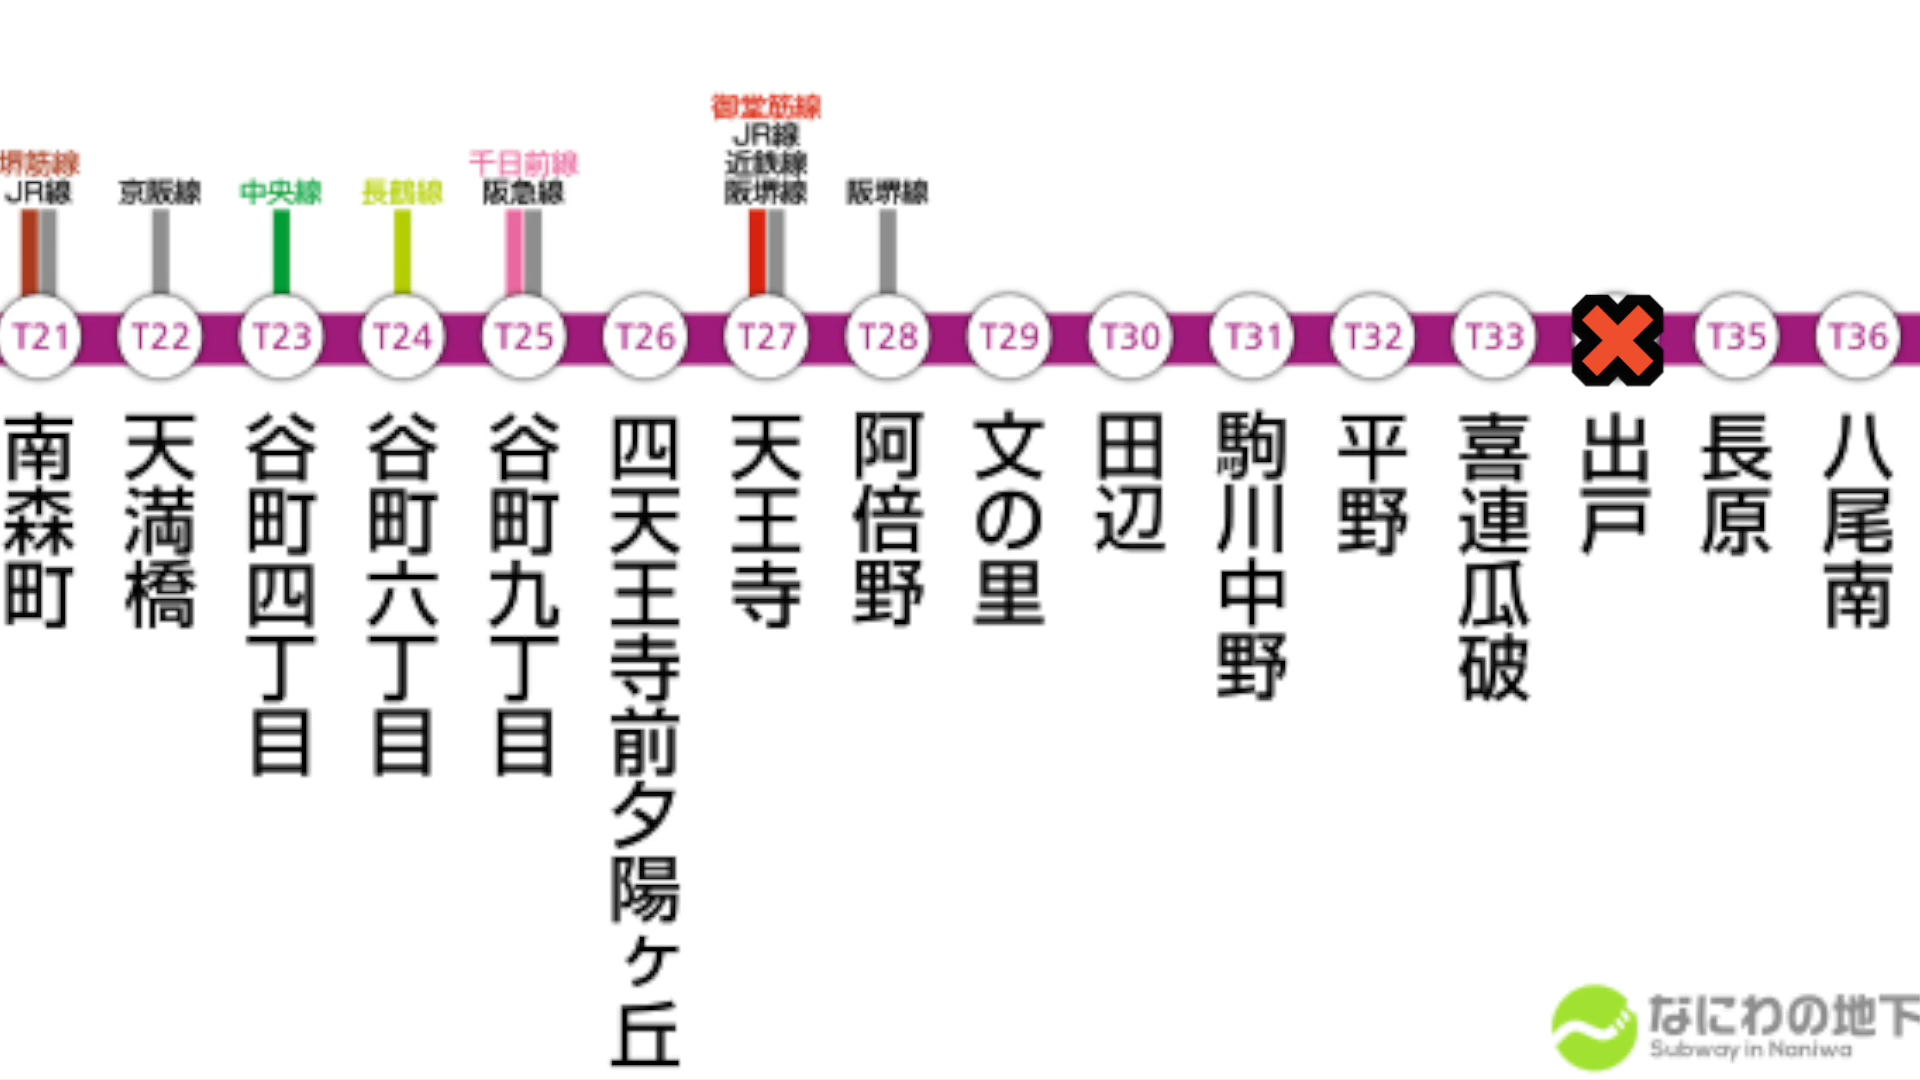 堺筋線
JR線
京阪線
中央線
長鶴線
千日前線
阪急線
御堂筋線
JR線
近鉄線
阪堺線
阪堺線
T21
T22
T23
T24
T25
T26
T27
T28
T29
T30
T31
T32
T33
T35
T36
南森町
天満橋
谷町四丁目
谷町六丁目
谷町九丁目
四天王寺前夕陽ヶ丘
天王寺
阿倍野
文の里
田辺
駒川中野
平野
喜連瓜破
出戸
長原
八尾南
なにわの地下
Subway in Naniwa